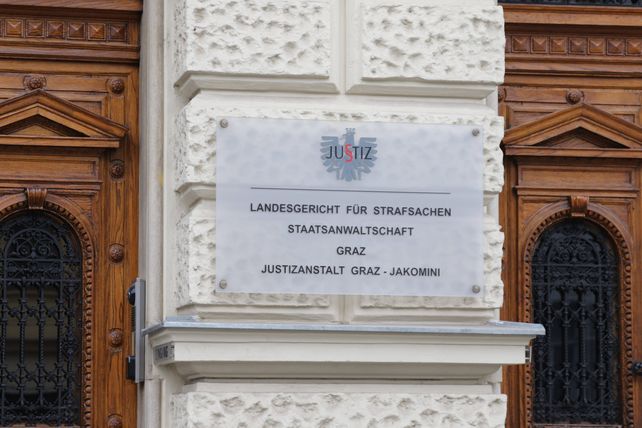 JUSTIZ
LANDESGERICHT FÜR STRAFSACHEN
STAATSANWALTSCHAFT
GRAZ
JUSTIZANSTALT GRAZ - JAKOMINI